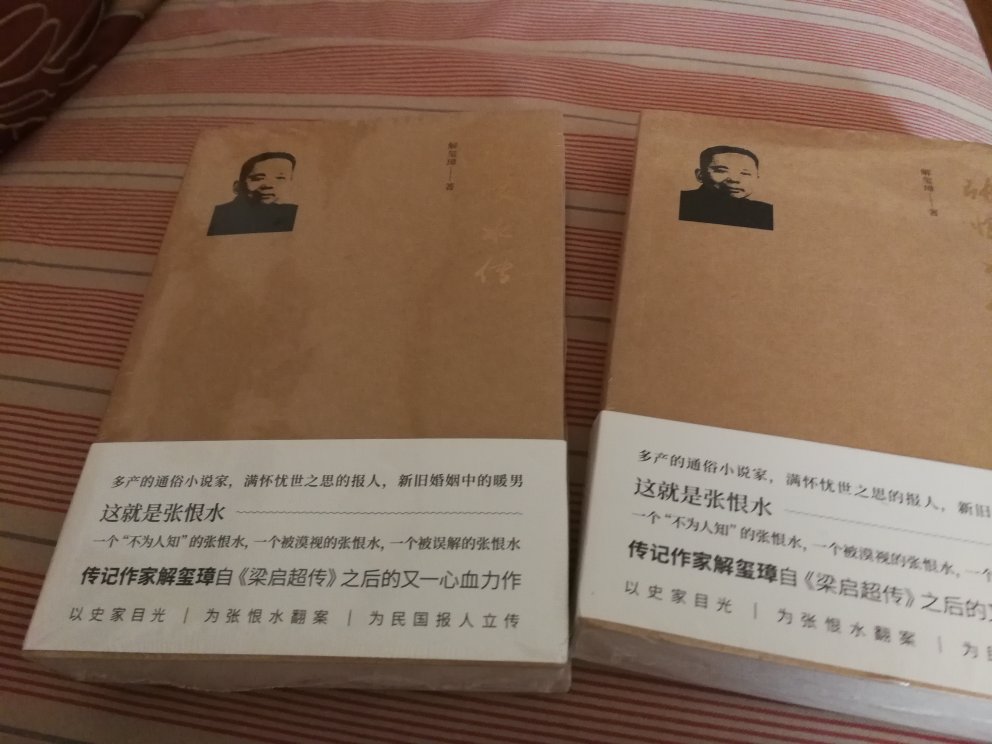 解玺璋——著
水
传
多产的通俗小说家，满怀忧世之思的报人，新旧婚姻中的暖男
这就是张恨水
一个“不为人知”的张恨水，一个被漠视的张恨水，一个被误解的张恨水
传记作家解玺璋自《梁启超传》之后的又一心血力作
以史家目光 | 为张恨水翻案 | 为民国报人立传
解玺璋——著
张
恨
多产的通俗小说家，满怀忧世之思的报人，新旧
这就是张恨水
一个“不为人知”的张恨水，一个被漠视的张恨水，一个
传记作家解玺璋自《梁启超传》之后的又
以史家目光 | 为张恨水翻案 | 为